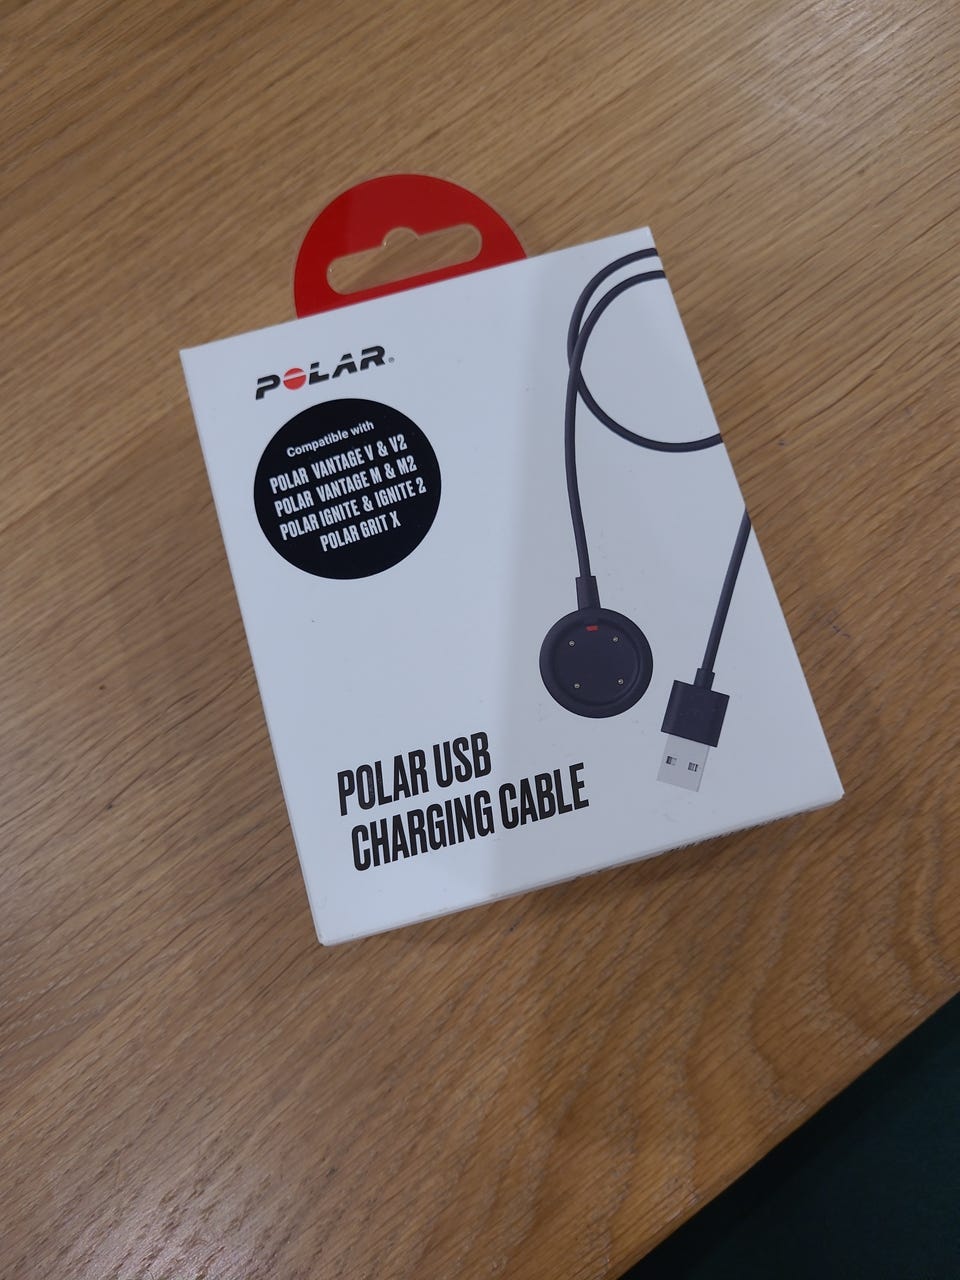 POLAR®
Compatible with
POLAR VANTAGE V & V2
POLAR VANTAGE M & M2
POLAR IGNITE & IGNITE 2
POLAR GRIT X
POLAR USB
CHARGING CABLE